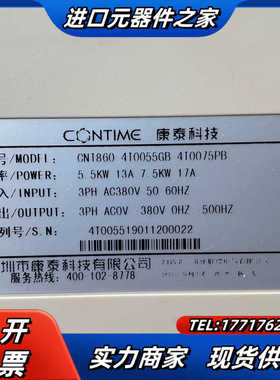 进口元器件之家
CONTIME 康泰科技
号/MODEL: CNT860 4T0055GB 4T0075PB
率/POWER: 5.5KW 13A 7.5KW 17A
入/INPUT: 3PH AC380V 50 60HZ
出/OUTPUT: 3PH AC0V 380V 0HZ 500HZ
列号/S.N: 4T005519011200022
圳市康泰科技有限公司
服务热线: 400-102-8778
开
票
TEL:1771762
实力商家 现货供